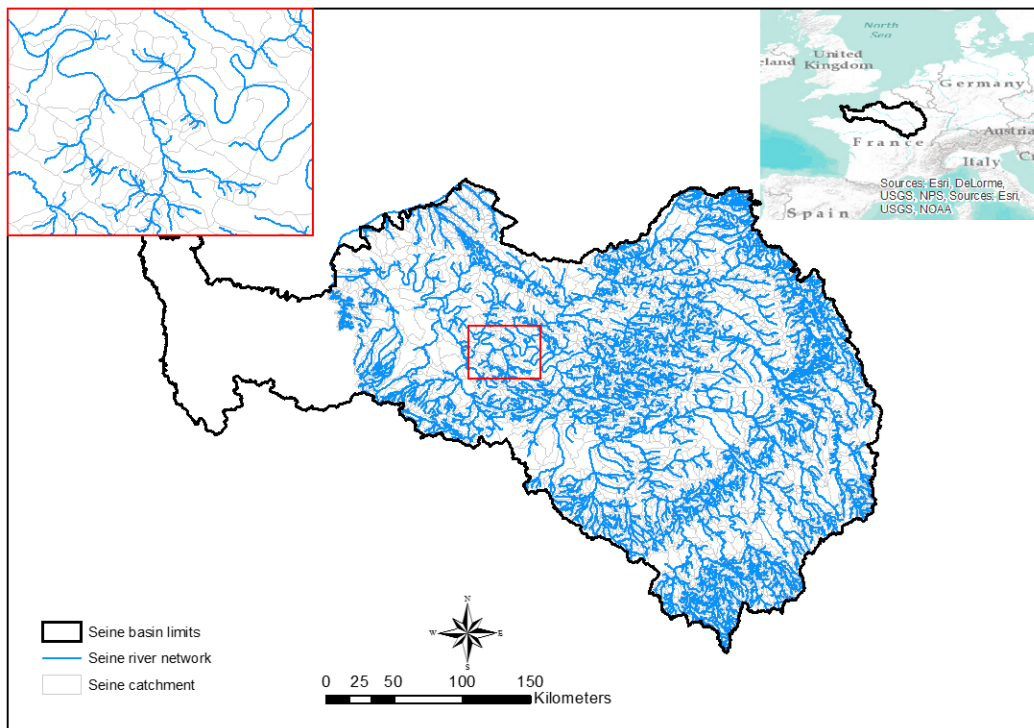 North
Sea
United
Kingdom
eland
Germany
France
Austria
Italy
Spain
Sources: Esri, DeLorme,
USGS, NPS, Sources: Esri,
USGS, NOAA
N
W
E
S
Seine basin limits
Seine river network
Seine catchment
0 25 50 100 150
Kilometers